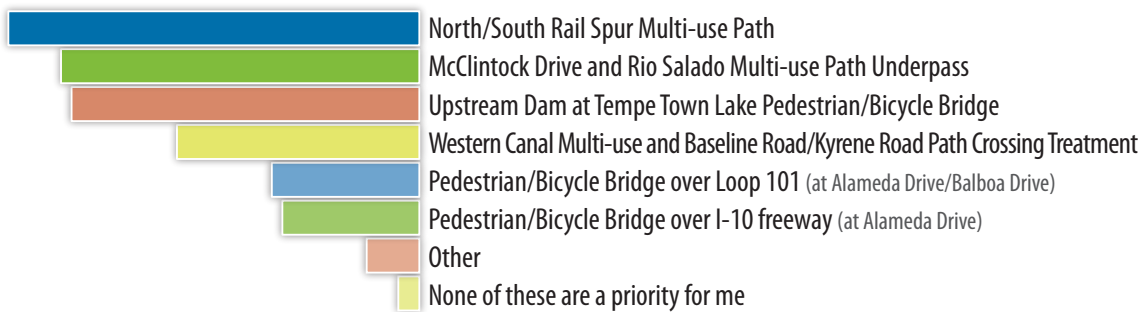 North/South Rail Spur Multi-use Path
McClintock Drive and Rio Salado Multi-use Path Underpass
Upstream Dam at Tempe Town Lake Pedestrian/Bicycle Bridge
Western Canal Multi-use and Baseline Road/Kyrene Road Path Crossing Treatment
Pedestrian/Bicycle Bridge over Loop 101 (at Alameda Drive/Balboa Drive)
Pedestrian/Bicycle Bridge over I-10 freeway (at Alameda Drive)
Other
None of these are a priority for me